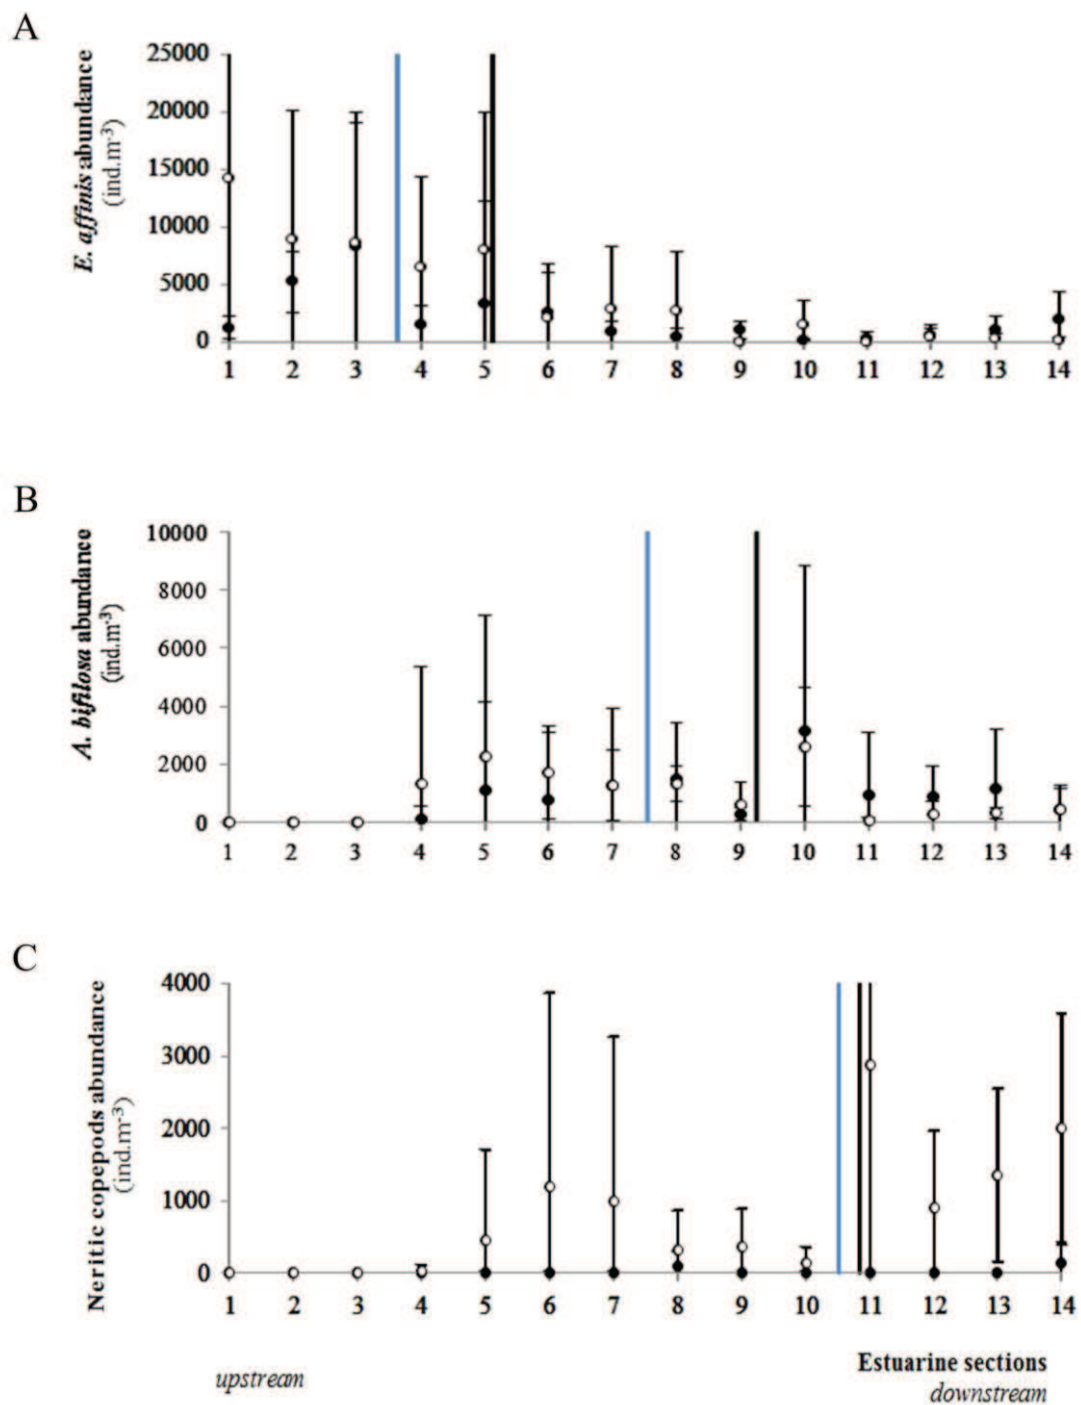 A
E. affinis abundance
(ind.m-3)
25000
20000
15000
10000
5000
0
1 2 3 4 5 6 7 8 9 10 11 12 13 14
B
A. bifilosa abundance
(ind.m-3)
10000
8000
6000
4000
2000
0
1 2 3 4 5 6 7 8 9 10 11 12 13 14
C
Neritic copepods abundance
(ind.m-3)
4000
3000
2000
1000
0
1 2 3 4 5 6 7 8 9 10 11 12 13 14
Estuarine sections
upstream
downstream